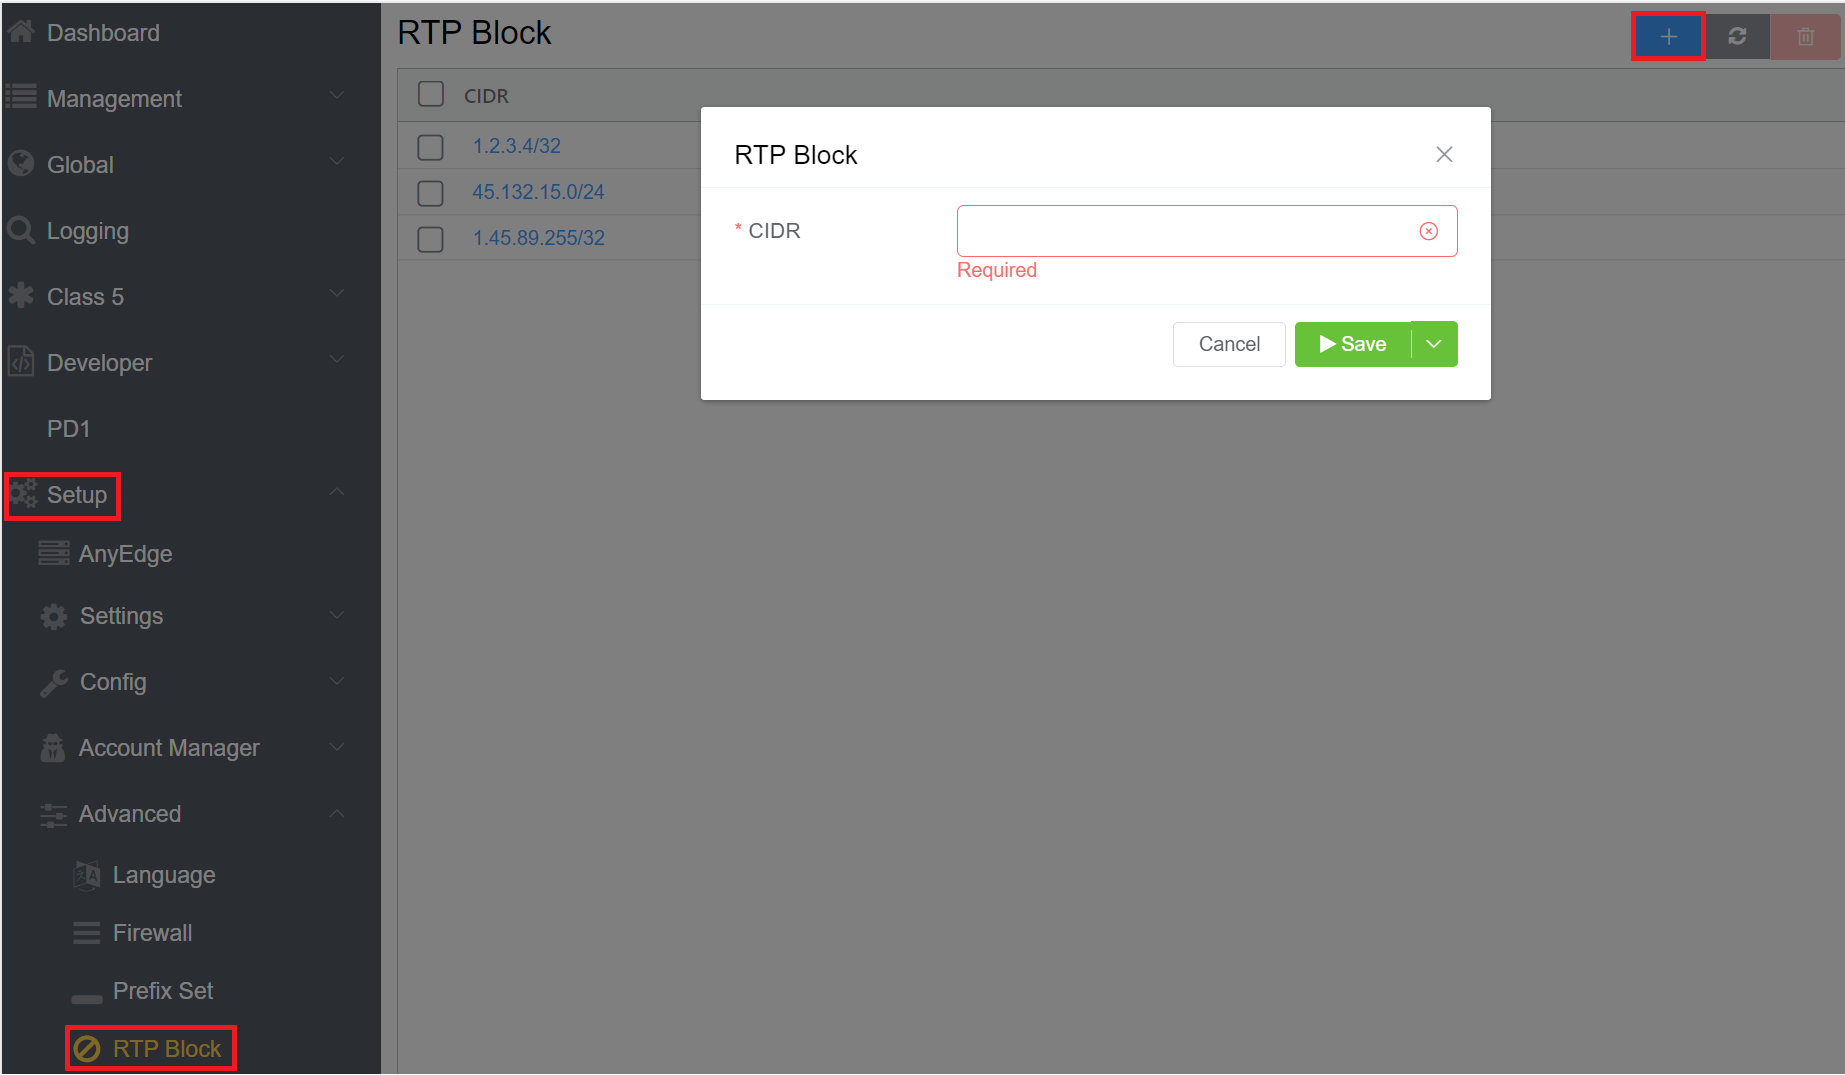 Dashboard
Management
Global
Logging
Class 5
Developer
PD1
Setup
AnyEdge
Settings
Config
Account Manager
Advanced
Language
Firewall
Prefix Set
RTP Block
RTP Block
CIDR
1.2.3.4/32
45.132.15.0/24
1.45.89.255/32
RTP Block
* CIDR
Required
Cancel
Save